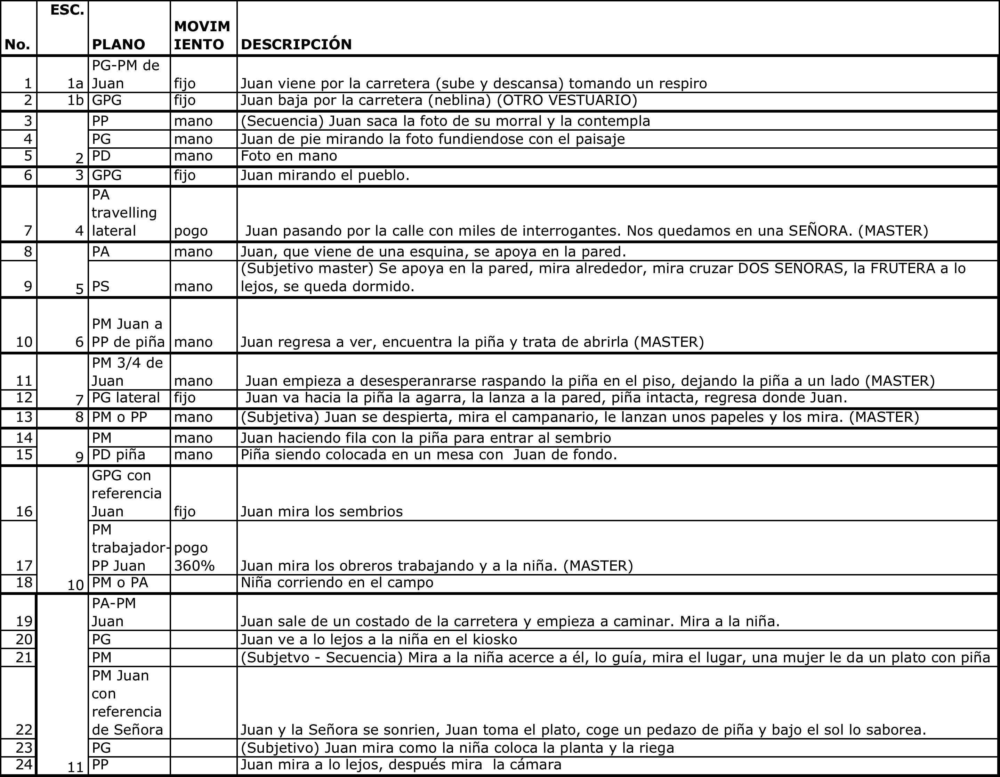 No. ESC. PLANO MOVIM IENTO DESCRIPCIÓN
PG-PM de
1 1a Juan fijo Juan viene por la carretera (sube y descansa) tomando un respiro
2 1b GPG fijo Juan baja por la carretera (neblina) (OTRO VESTUARIO)
3 PP mano (Secuencia) Juan saca la foto de su morral y la contempla
4 PG mano Juan de pie mirando la foto fundiendose con el paisaje
5 2 PD mano Foto en mano
6 3 GPG fijo Juan mirando el pueblo.
PA
travelling
7 4 lateral pogo Juan pasando por la calle con miles de interrogantes. Nos quedamos en una SEÑORA. (MASTER)
8 PA mano Juan, que viene de una esquina, se apoya en la pared.
(Subjetivo master) Se apoya en la pared, mira alrededor, mira cruzar DOS SEÑORAS, la FRUTERA a lo
9 5 PS mano lejos, se queda dormido.
PM Juan a
10 6 PP de piña mano Juan regresa a ver, encuentra la piña y trata de abrirla (MASTER)
PM 3/4 de
11 Juan mano Juan empieza a desesperanrarse raspando la piña en el piso, dejando la piña a un lado (MASTER)
12 7 PG lateral fijo Juan va hacia la piña la agarra, la lanza a la pared, piña intacta, regresa donde Juan.
13 8 PM o PP mano (Subjetiva) Juan se despierta, mira el campanario, le lanzan unos papeles y los mira. (MASTER)
14 PM mano Juan haciendo fila con la piña para entrar al sembrio
15 9 PD piña mano Piña siendo colocada en un mesa con Juan de fondo.
GPG con
referencia
16 Juan fijo Juan mira los sembrios
PM
trabajador- pogo
17 PP Juan 360% Juan mira los obreros trabajando y a la niña. (MASTER)
18 10 PM o PA Niña corriendo en el campo
PA-PM
19 Juan Juan sale de un costado de la carretera y empieza a caminar. Mira a la niña.
20 PG Juan ve a lo lejos a la niña en el kiosko
21 PM (Subjetvo - Secuencia) Mira a la niña acerce a él, lo guía, mira el lugar, una mujer le da un plato con piña
PM Juan
con
referencia
22 de Señora Juan y la Señora se sonrien, Juan toma el plato, coge un pedazo de piña y bajo el sol lo saborea.
23 PG (Subjetivo) Juan mira como la niña coloca la planta y la riega
24 11 PP Juan mira a lo lejos, después mira la cámara